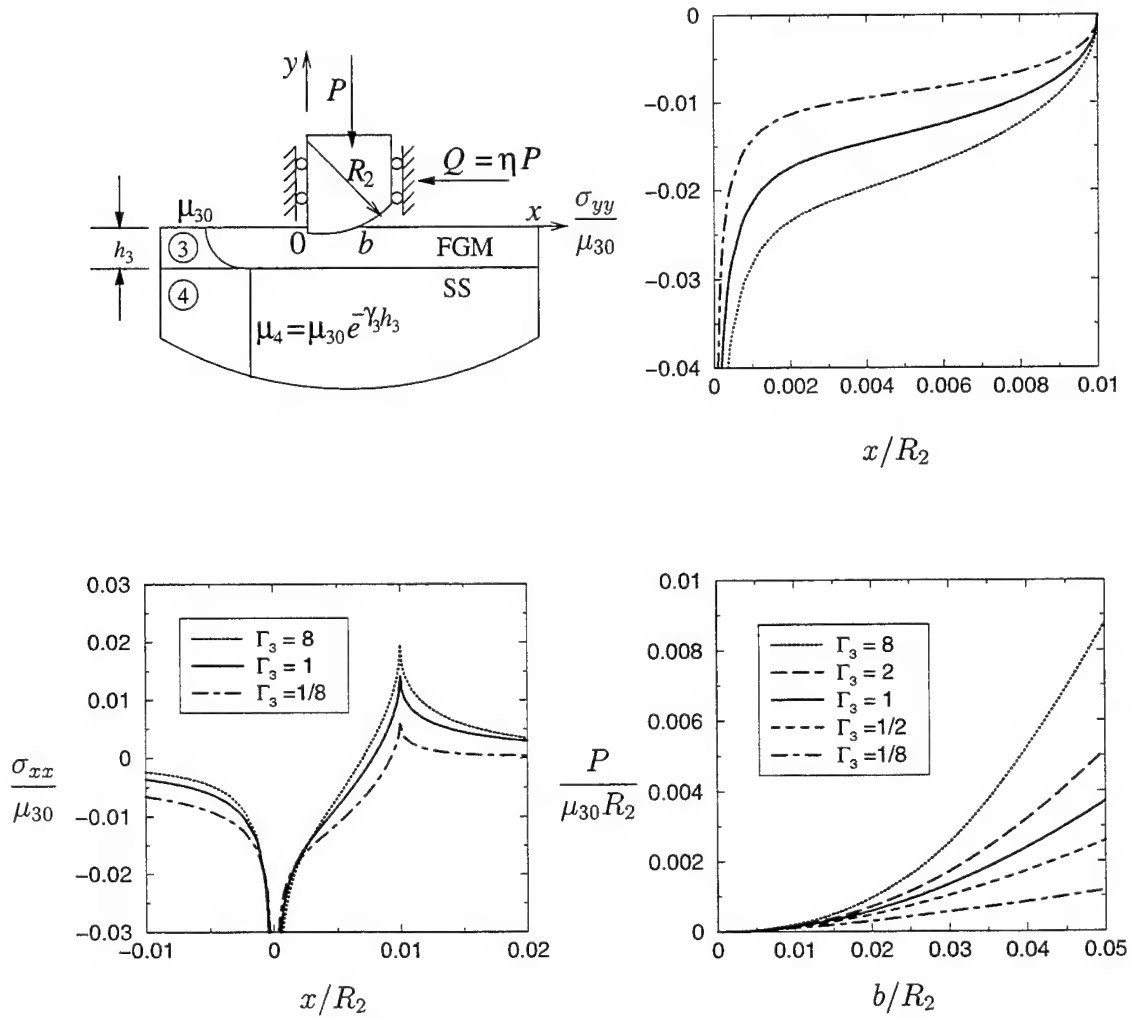 y
P
R₂
Q = ηP
μ₃₀
x
0
b
h₃
③
FGM
④
SS
μ₄ = μ₃₀e^{-γ₃h₃}
σ_yy
μ₃₀
0
−0.01
−0.02
−0.03
−0.04
0 0.002 0.004 0.006 0.008 0.01
x/R₂
0.03
0.02
0.01
0
−0.01
−0.02
−0.03
Γ₃ = 8
Γ₃ = 1
Γ₃ =1/8
σ_xx
μ₃₀
−0.01 0 0.01 0.02
x/R₂
0.01
0.008
0.006
0.004
0.002
0
Γ₃ = 8
Γ₃ = 2
Γ₃ = 1
Γ₃ =1/2
Γ₃ =1/8
P
μ₃₀R₂
0 0.01 0.02 0.03 0.04 0.05
b/R₂